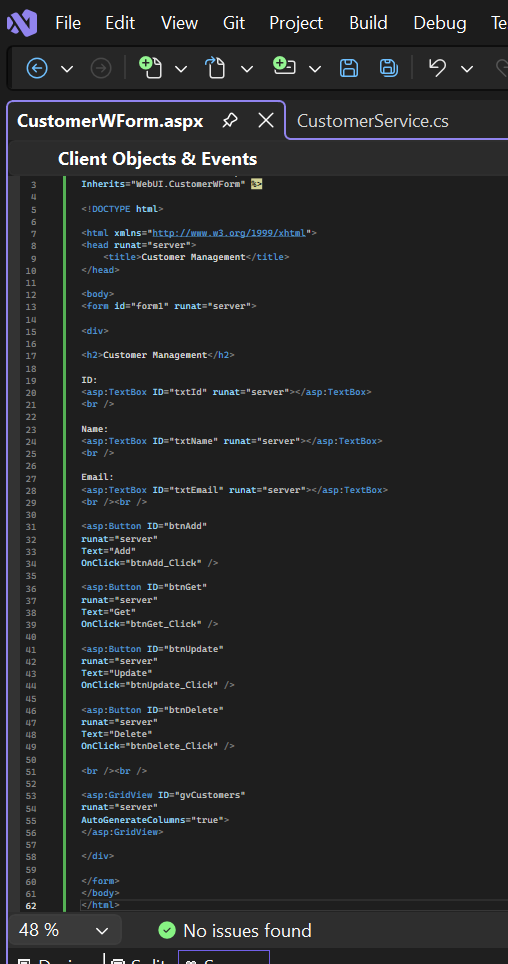 File Edit View Git Project Build Debug Te
CustomerWForm.aspx CustomerService.cs
Client Objects & Events
3 Inherits="WebUI.CustomerWForm" %>
4
5 <!DOCTYPE html>
6
7 <html xmlns="http://www.w3.org/1999/xhtml">
8 <head runat="server">
9 <title>Customer Management</title>
10 </head>
11
12 <body>
13 <form id="form1" runat="server">
14
15 <div>
16
17 <h2>Customer Management</h2>
18
19 ID:
20 <asp:TextBox ID="txtId" runat="server"></asp:TextBox>
21 <br />
22
23 Name:
24 <asp:TextBox ID="txtName" runat="server"></asp:TextBox>
25 <br />
26
27 Email:
28 <asp:TextBox ID="txtEmail" runat="server"></asp:TextBox>
29 <br /><br />
30
31 <asp:Button ID="btnAdd"
32 runat="server"
33 Text="Add"
34 OnClick="btnAdd_Click" />
35
36 <asp:Button ID="btnGet"
37 runat="server"
38 Text="Get"
39 OnClick="btnGet_Click" />
40
41 <asp:Button ID="btnUpdate"
42 runat="server"
43 Text="Update"
44 OnClick="btnUpdate_Click" />
45
46 <asp:Button ID="btnDelete"
47 runat="server"
48 Text="Delete"
49 OnClick="btnDelete_Click" />
50
51 <br /><br />
52
53 <asp:GridView ID="gvCustomers"
54 runat="server"
55 AutoGenerateColumns="true">
56 </asp:GridView>
57
58 </div>
59
60 </form>
61 </body>
62 </html>
48 % No issues found